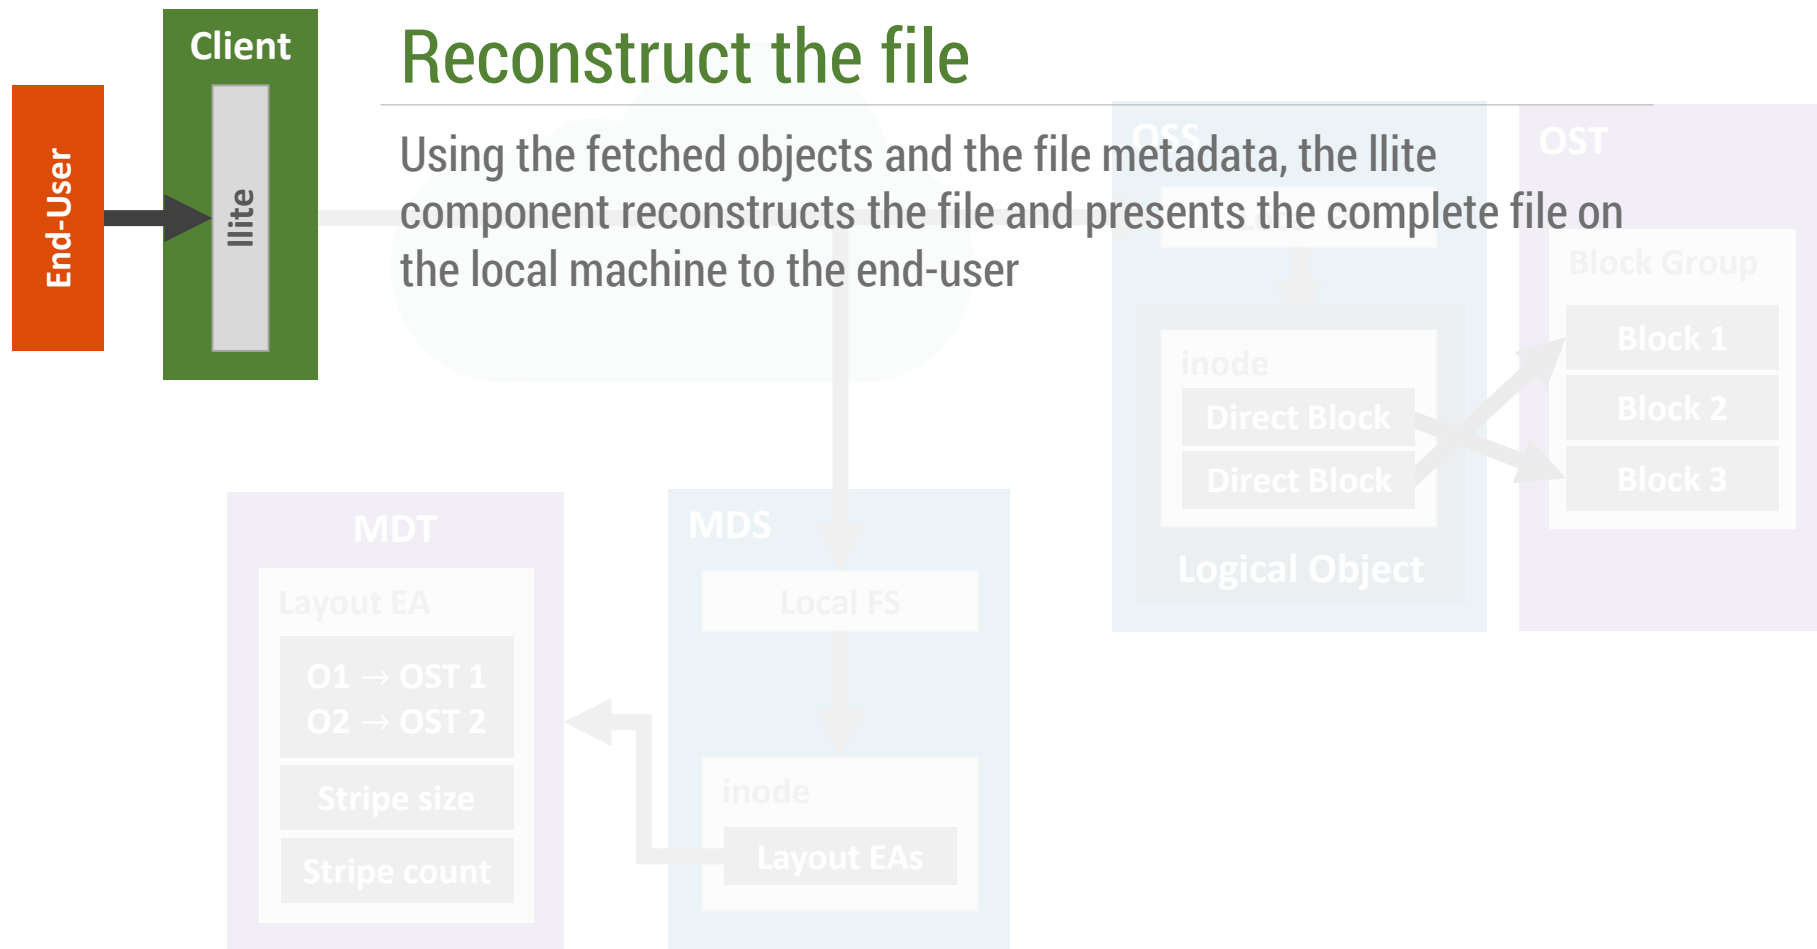 Client
Reconstruct the file
Using the fetched objects and the file metadata, the llite
component reconstructs the file and presents the complete file on
the local machine to the end-user
End-User
llite
OSS
OST
Block Group
Block 1
Block 2
Block 3
inode
Direct Block
Direct Block
Logical Object
MDT
Layout EA
O1 → OST 1
O2 → OST 2
Stripe size
Stripe count
MDS
Local FS
inode
Layout EAs